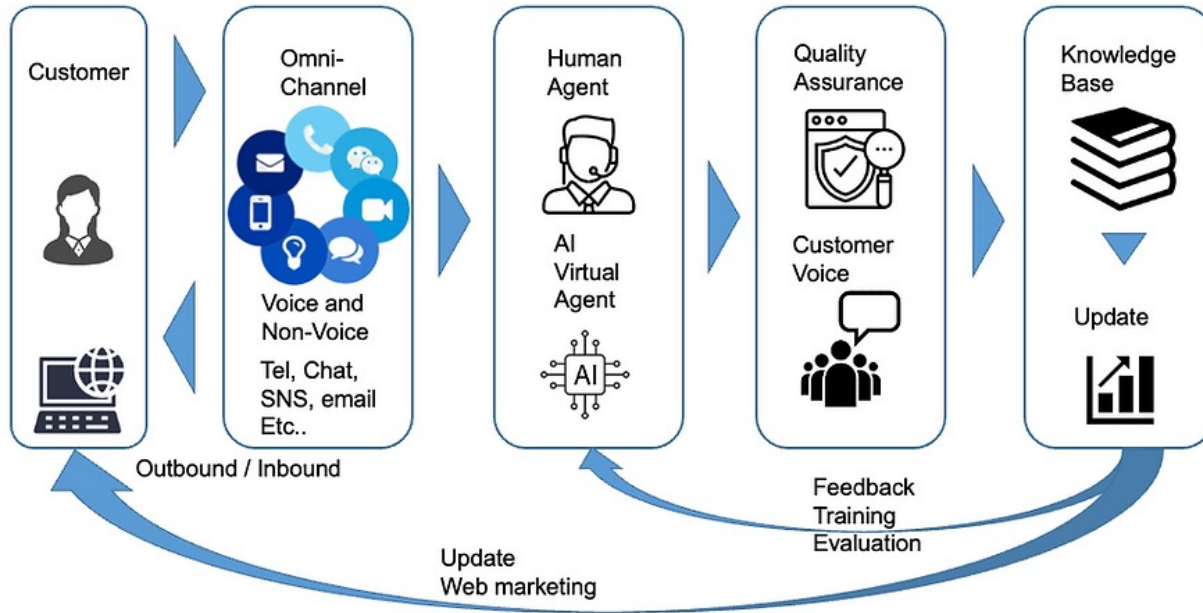 Customer
Omni-
Channel
Voice and
Non-Voice
Tel, Chat,
SNS, email
Etc..
Human
Agent
AI
Virtual
Agent
AI
Quality
Assurance
Customer
Voice
Knowledge
Base
Update
Outbound / Inbound
Feedback
Training
Evaluation
Update
Web marketing